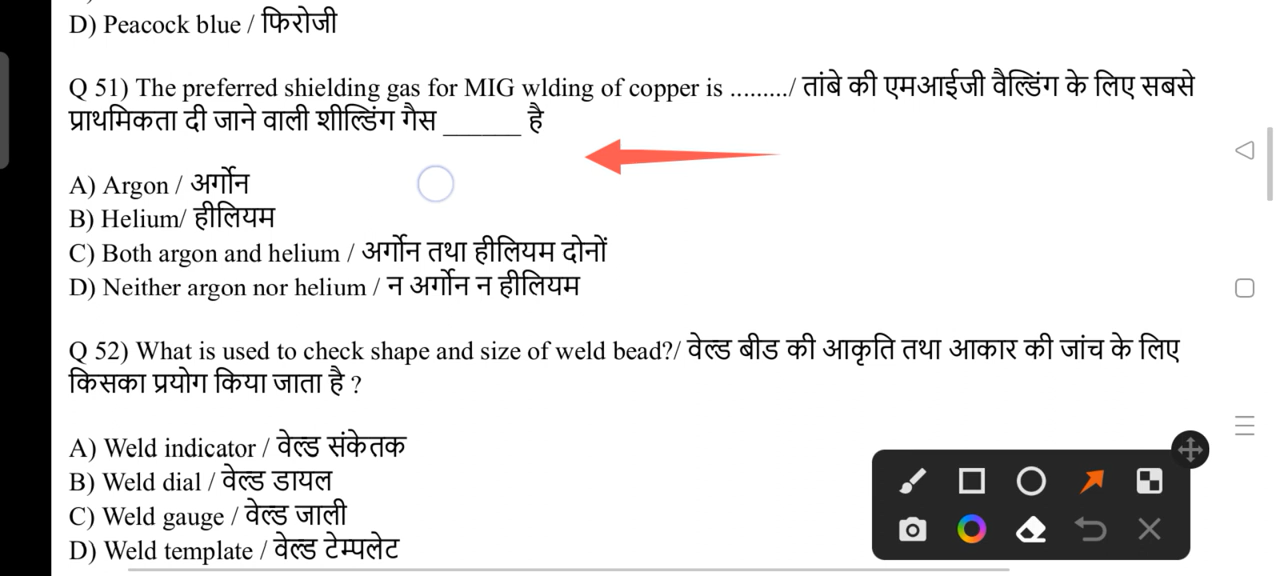 D) Peacock blue / फिरोजी
Q 51) The preferred shielding gas for MIG wlding of copper is ........./ तांबे की एमआईजी वैल्डिंग के लिए सबसे
प्राथमिकता दी जाने वाली शील्डिंग गैस ______ है
A) Argon / अर्गोन
B) Helium/ हीलियम
C) Both argon and helium / अर्गोन तथा हीलियम दोनों
D) Neither argon nor helium / न अर्गोन न हीलियम
Q 52) What is used to check shape and size of weld bead?/ वेल्ड बीड की आकृति तथा आकार की जांच के लिए
किसका प्रयोग किया जाता है ?
A) Weld indicator / वेल्ड संकेतक
B) Weld dial / वेल्ड डायल
C) Weld gauge / वेल्ड जाली
D) Weld template / वेल्ड टेम्पलेट